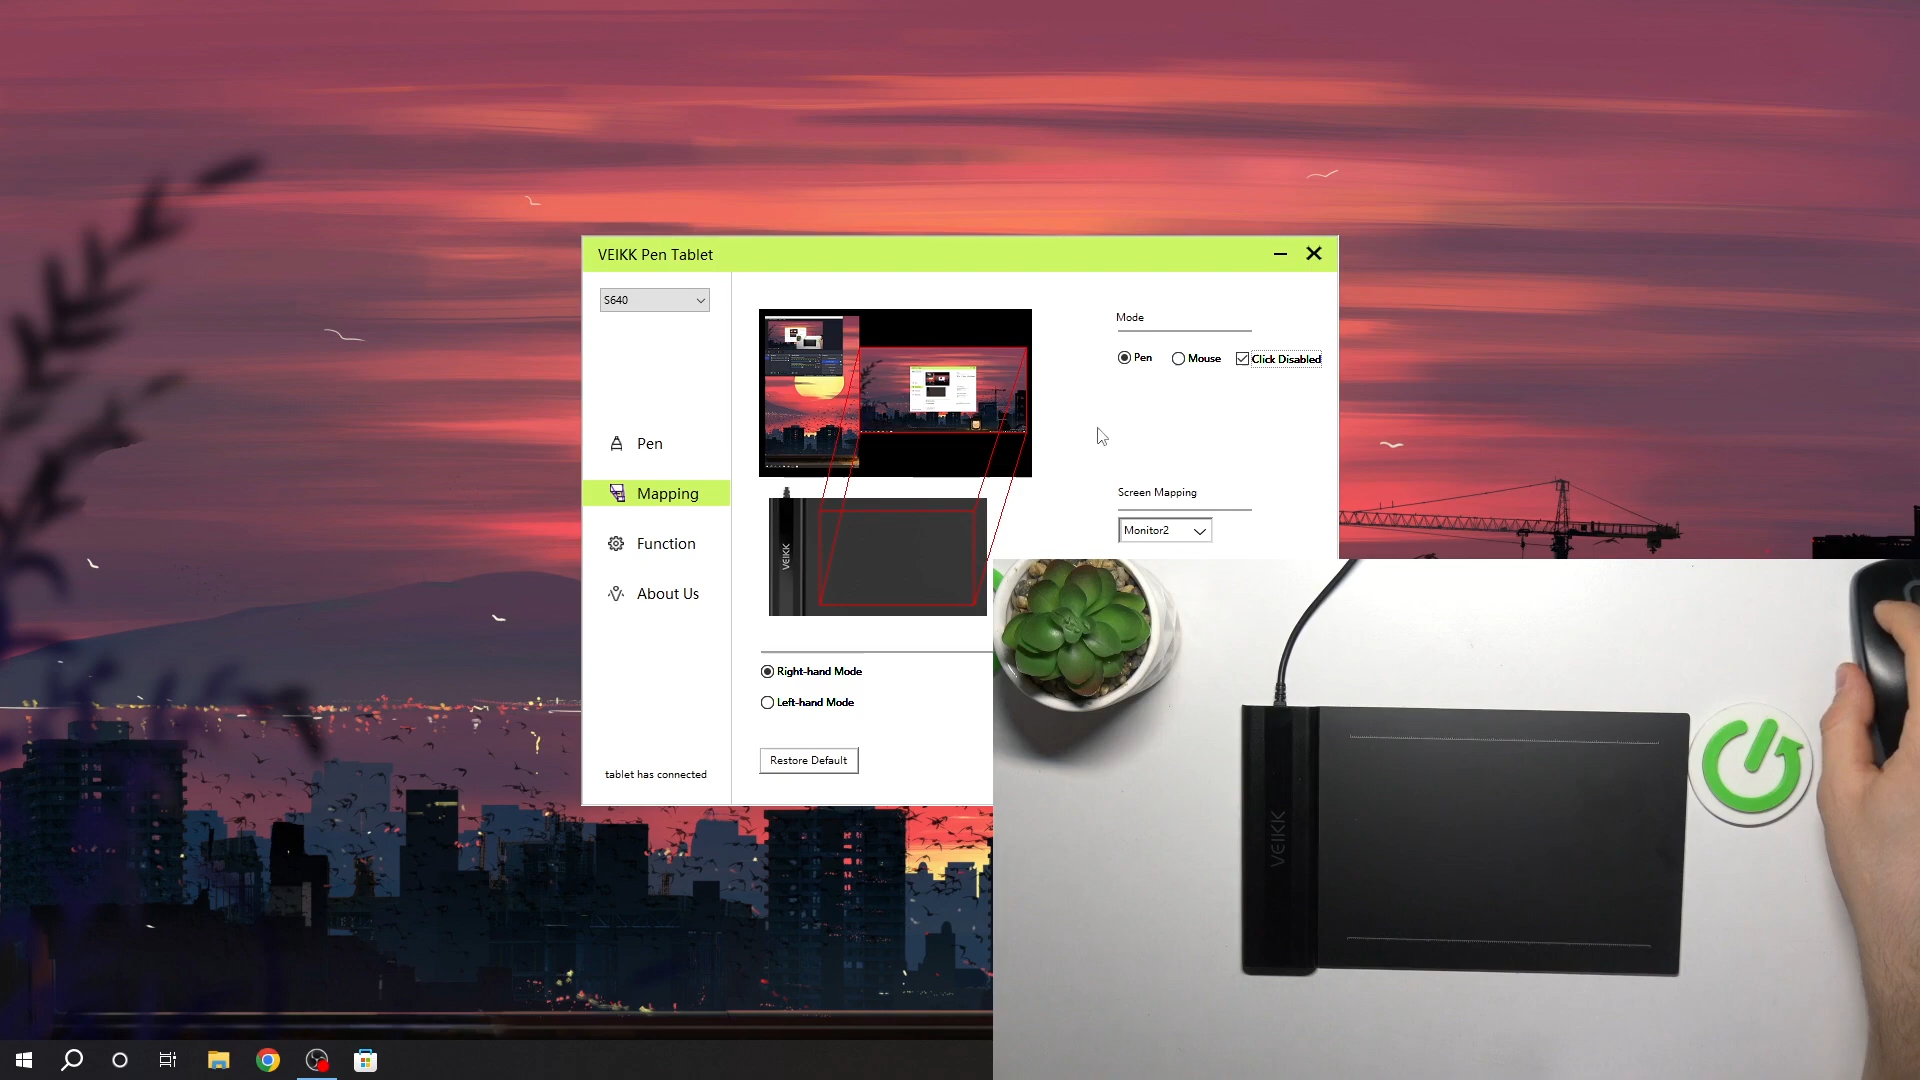 VEIKK Pen Tablet
S640
Pen
Mapping
Function
About Us
tablet has connected
VEIKK
Right-hand Mode
Left-hand Mode
Restore Default
Mode
Pen
Mouse
Click Disabled
Screen Mapping
Monitor2
VEIKK